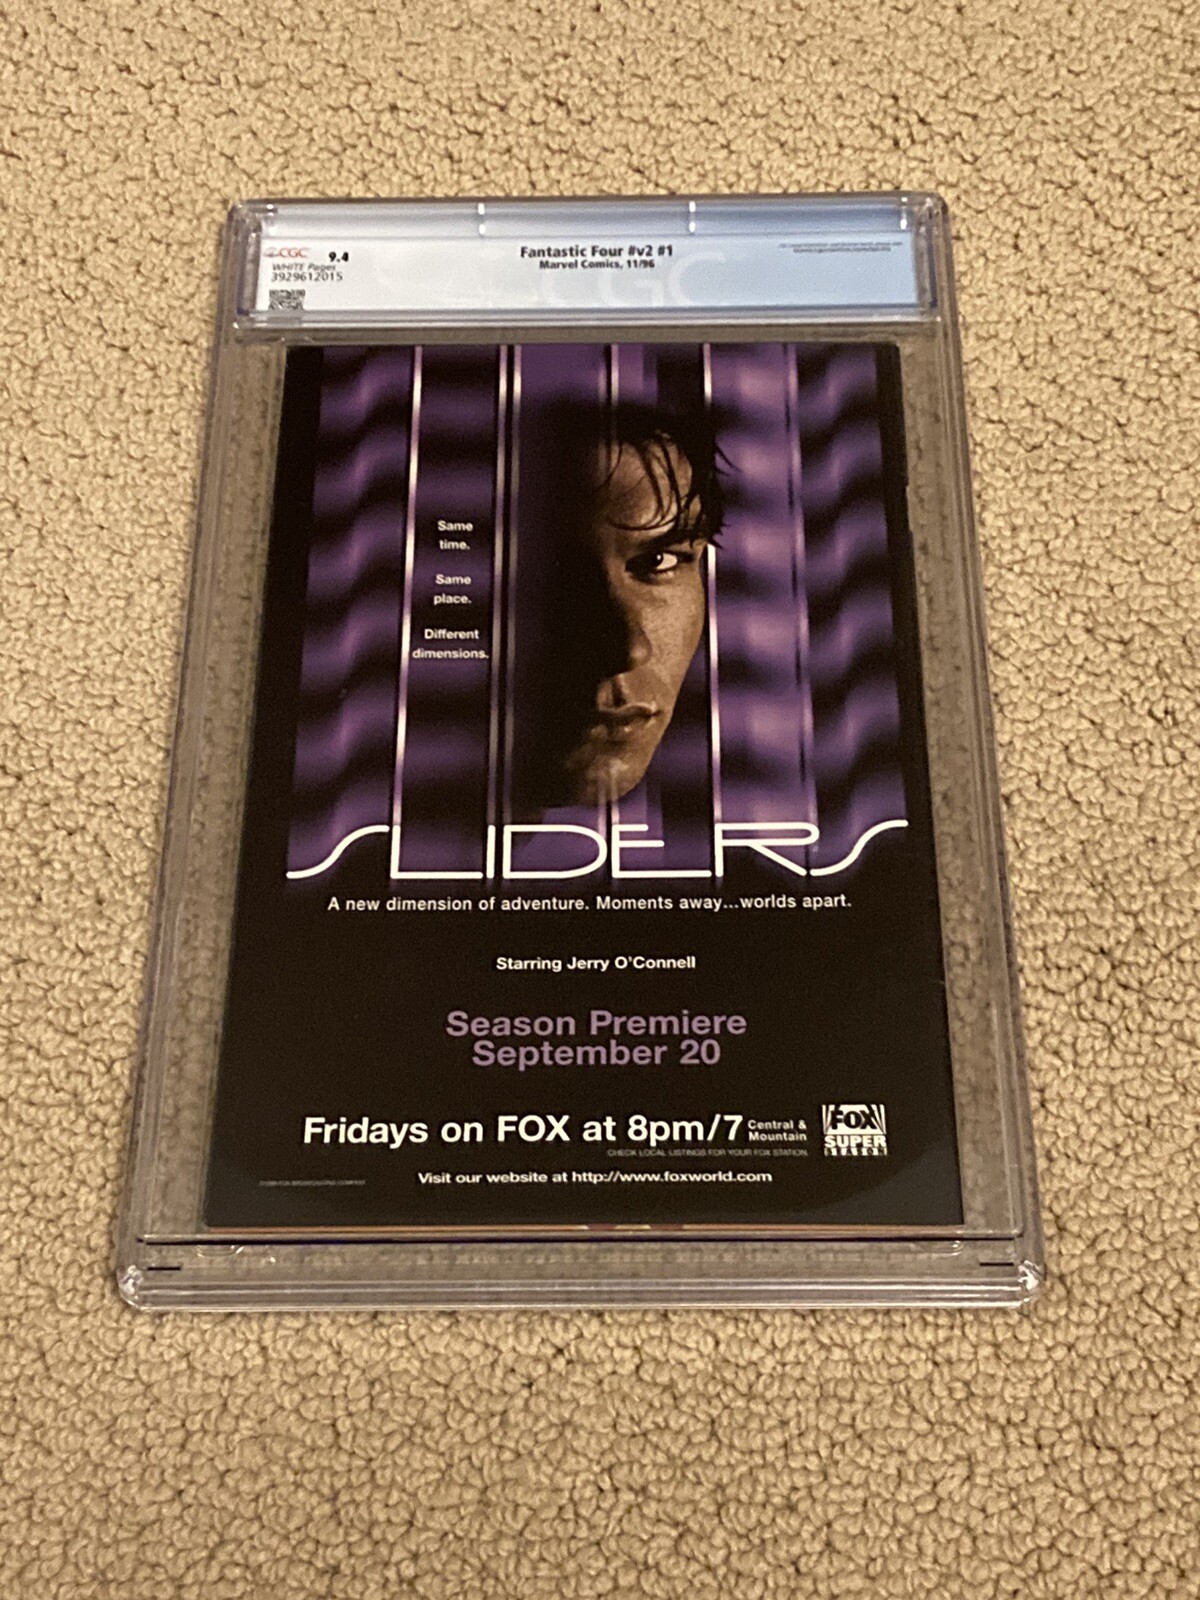 CGC 9.4
WHITE Pages
3929612015
Fantastic Four #v2 #1
Marvel Comics, 11/96
CGC
Same
time.
Same
place.
Different
dimensions.
SLIDERS
A new dimension of adventure. Moments away...worlds apart.
Starring Jerry O'Connell
Season Premiere
September 20
Fridays on FOX at 8pm/7 Central & Mountain
CHECK LOCAL LISTINGS FOR YOUR FOX STATION.
FOX
SUPER
SEASON
Visit our website at http://www.foxworld.com